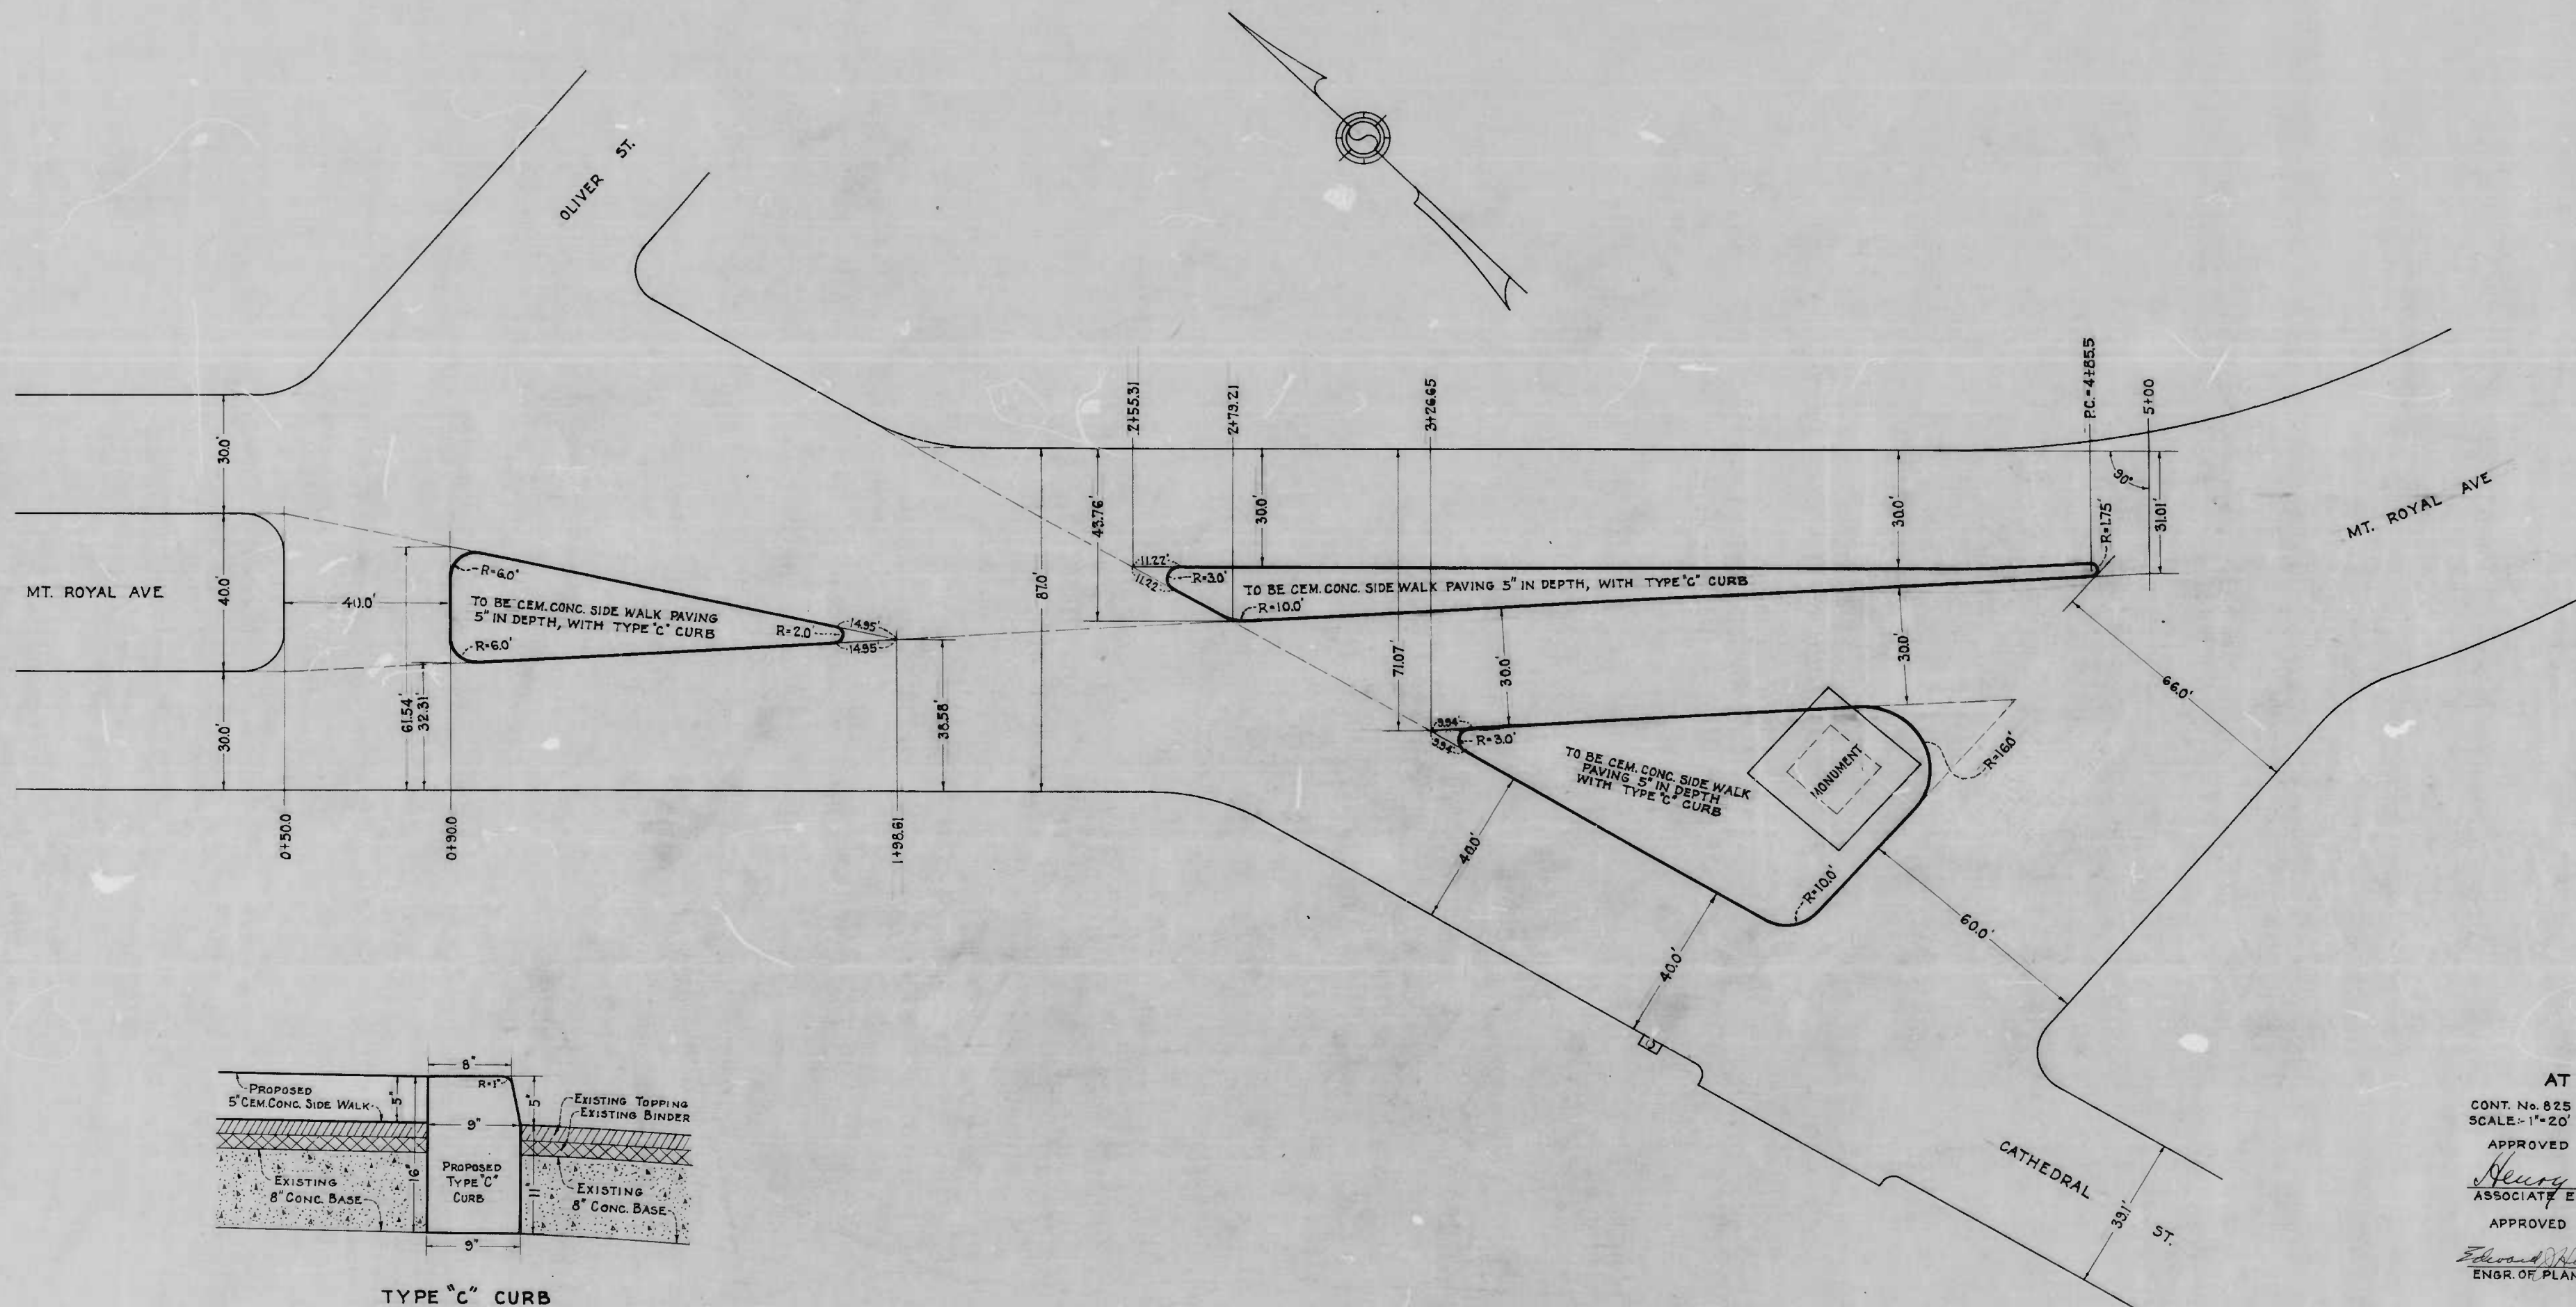 OLIVER ST.
MT. ROYAL AVE
30.0'
40.0'
30.0'
40.0'
0+50.0
0+90.0
1+98.61
61.54'
32.31'
R=6.0'
TO BE CEM. CONC. SIDE WALK PAVING
5" IN DEPTH, WITH TYPE "C" CURB
R=6.0'
R=2.0'
14.95'
14.95'
38.58'
87.0'
43.76'
2+55.31
2+79.21
3+26.65
P.C.=4+85.5
5+00
30.0'
30.0'
90°
31.01'
R=1.75'
11.22'
11.22'
R=3.0'
TO BE CEM. CONC. SIDE WALK PAVING 5" IN DEPTH, WITH TYPE "C" CURB
R=10.0'
71.07'
30.0'
30.0'
MT. ROYAL AVE
66.0'
9.94'
9.94'
R=3.0'
TO BE CEM. CONC. SIDE WALK
PAVING 5" IN DEPTH
WITH TYPE "C" CURB
MONUMENT
R=16.0'
R=10.0'
40.0'
40.0'
60.0'
CATHEDRAL ST.
39.1'
8"
R=1"
PROPOSED
5" CEM. CONC. SIDE WALK
5"
5"
EXISTING TOPPING
EXISTING BINDER
9"
16"
11"
PROPOSED
TYPE "C"
CURB
EXISTING
8" CONC. BASE
EXISTING
8" CONC. BASE
9"
TYPE "C" CURB
AT
CONT. No. 825
SCALE:-1"=20'
APPROVED
Henry
ASSOCIATE E
APPROVED
Edward
ENGR. OF PLAN